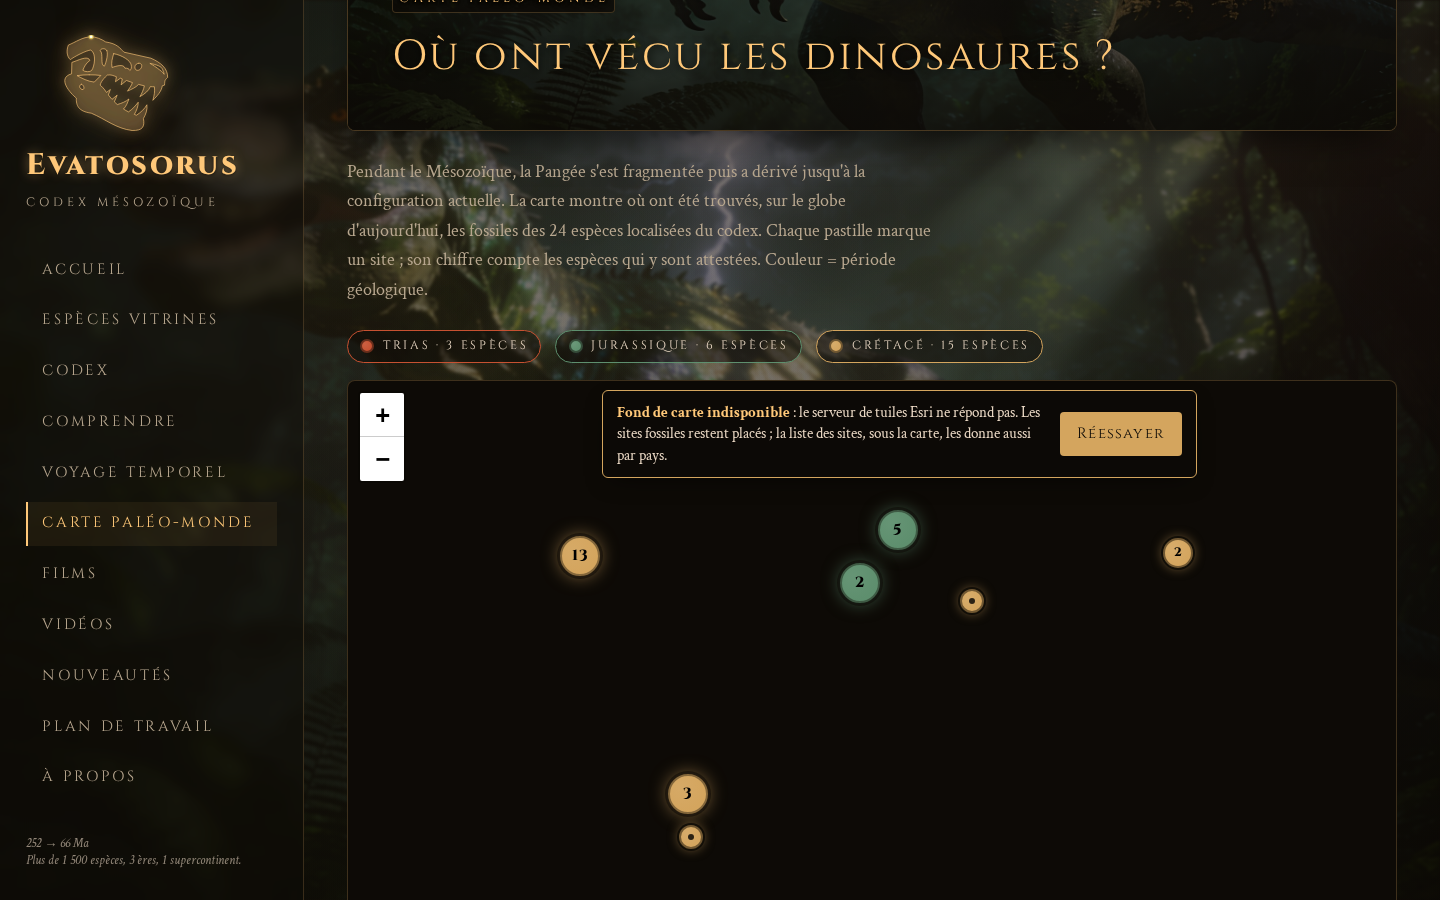 EVATOSORUS
CODEX MÉSOZOÏQUE
ACCUEIL
ESPÈCES VITRINES
CODEX
COMPRENDRE
VOYAGE TEMPOREL
CARTE PALÉO-MONDE
FILMS
VIDÉOS
NOUVEAUTÉS
PLAN DE TRAVAIL
À PROPOS
252 → 66 Ma
Plus de 1 500 espèces, 3 ères, 1 supercontinent.
CARTE PALÉO-MONDE
OÙ ONT VÉCU LES DINOSAURES ?
Pendant le Mésozoïque, la Pangée s'est fragmentée puis a dérivé jusqu'à la
configuration actuelle. La carte montre où ont été trouvés, sur le globe
d'aujourd'hui, les fossiles des 24 espèces localisées du codex. Chaque pastille marque
un site ; son chiffre compte les espèces qui y sont attestées. Couleur = période
géologique.
TRIAS · 3 ESPÈCES
JURASSIQUE · 6 ESPÈCES
CRÉTACÉ · 15 ESPÈCES
+
−
Fond de carte indisponible : le serveur de tuiles Esri ne répond pas. Les
sites fossiles restent placés ; la liste des sites, sous la carte, les donne aussi
par pays.
RÉESSAYER
5
13
2
2
3